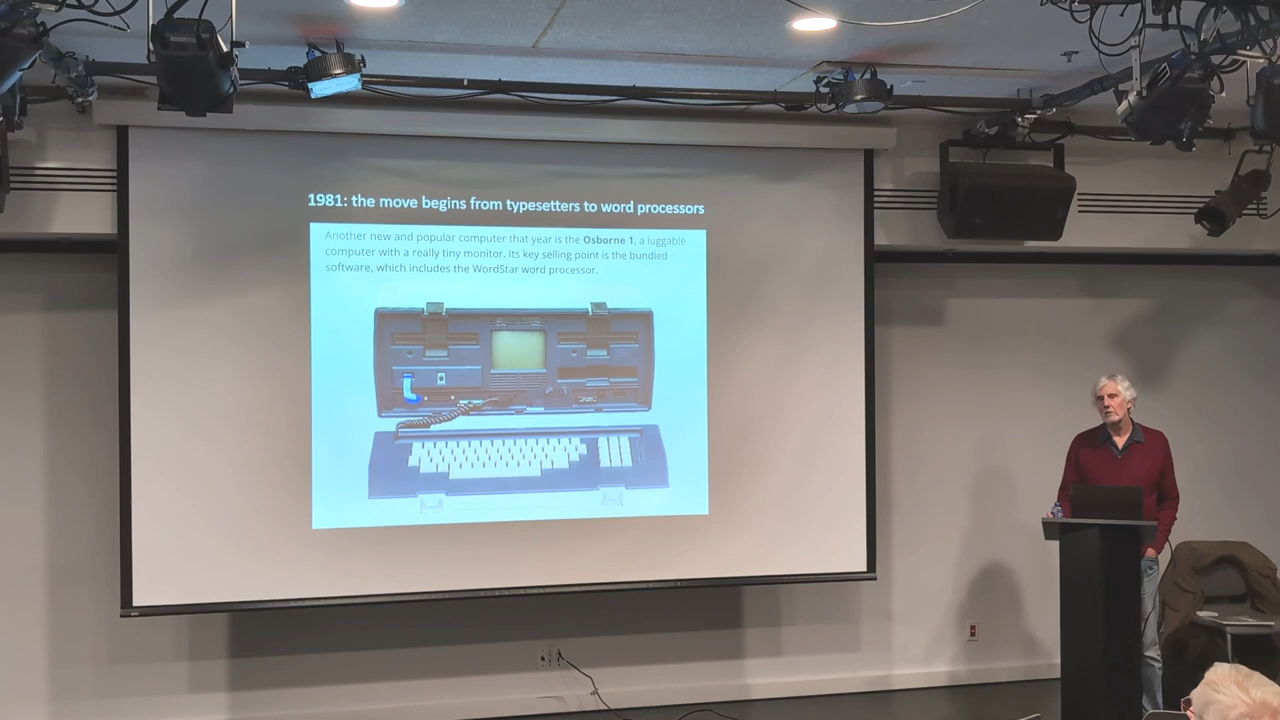 1981: the move begins from typesetters to word processors
Another new and popular computer that year is the Osborne 1, a luggable
computer with a really tiny monitor. Its key selling point is the bundled
software, which includes the WordStar word processor.